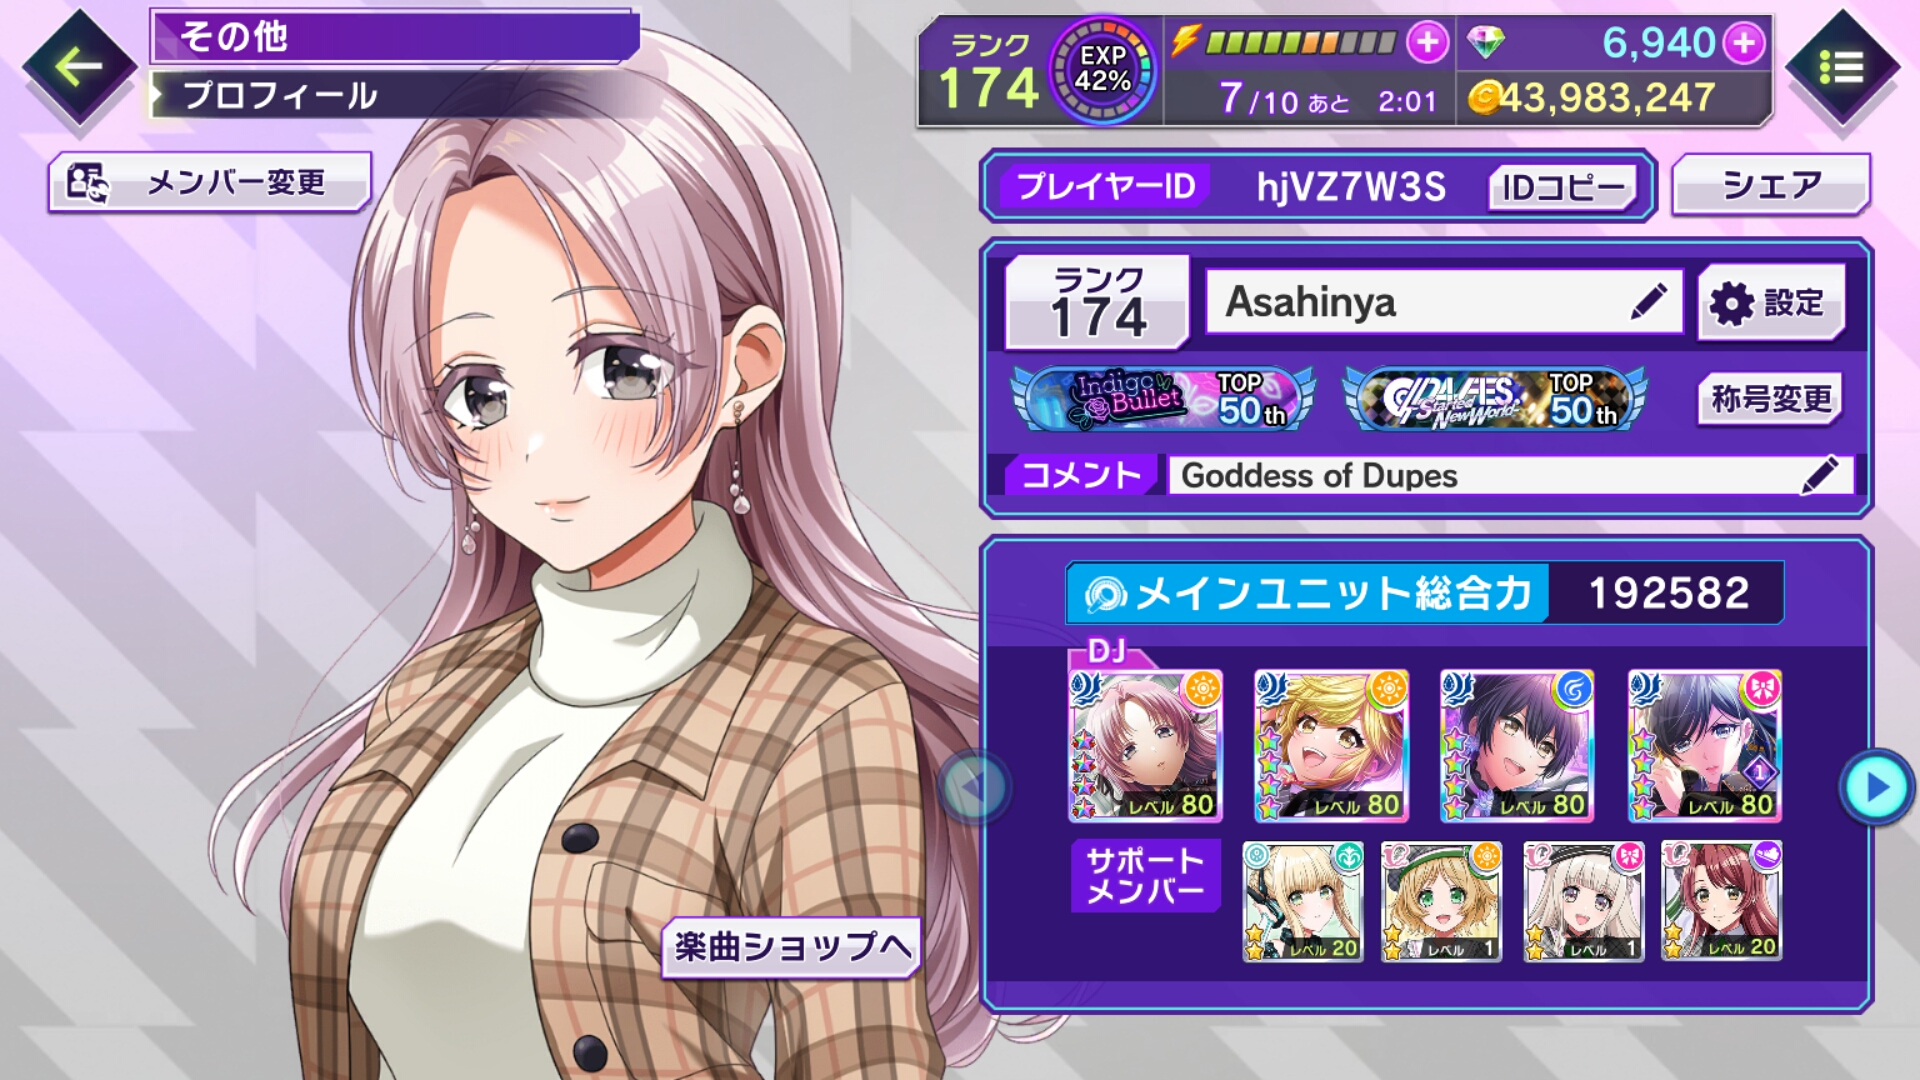 その他
プロフィール
メンバー変更
ランク
174
EXP
42%
7/10 あと 2:01
6,940
43,983,247
プレイヤーID hjVZ7W3S IDコピー
シェア
ランク
174
Asahinya
設定
Indigo
Bullet
TOP
50th
D4 FES.
Started
New World
TOP
50th
称号変更
コメント Goddess of Dupes
メインユニット総合力 192582
DJ
レベル 80
レベル 80
レベル 80
1
レベル 80
サポート
メンバー
レベル 20
レベル 1
レベル 1
レベル 20
楽曲ショップへ